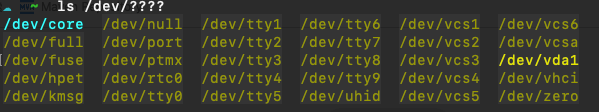 ~ ls /dev/????
/dev/core /dev/null /dev/tty1 /dev/tty6 /dev/vcs1 /dev/vcs6
/dev/full /dev/port /dev/tty2 /dev/tty7 /dev/vcs2 /dev/vcsa
/dev/fuse /dev/ptmx /dev/tty3 /dev/tty8 /dev/vcs3 /dev/vda1
/dev/hpet /dev/rtc0 /dev/tty4 /dev/tty9 /dev/vcs4 /dev/vhci
/dev/kmsg /dev/tty0 /dev/tty5 /dev/uhid /dev/vcs5 /dev/zero